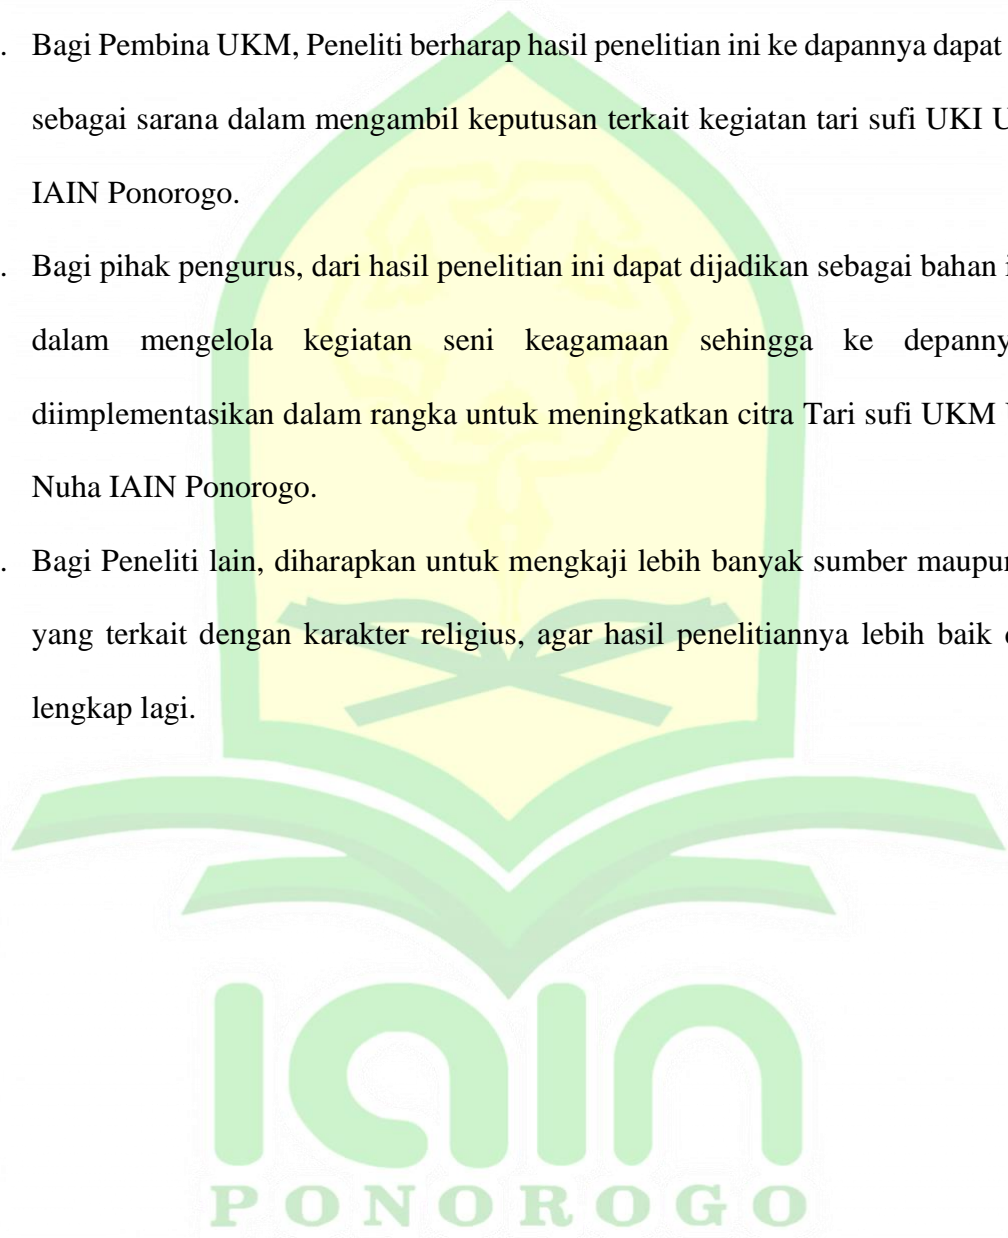 . Bagi Pembina UKM, Peneliti berharap hasil penelitian ini ke dapannya dapat
sebagai sarana dalam mengambil keputusan terkait kegiatan tari sufi UKI
IAIN Ponorogo.
. Bagi pihak pengurus, dari hasil penelitian ini dapat dijadikan sebagai bahan
dalam mengelola kegiatan seni keagamaan sehingga ke
diimplementasikan dalam rangka untuk meningkatkan citra Tari sufi UKM
Nuha IAIN Ponorogo.
. Bagi Peneliti lain, diharapkan untuk mengkaji lebih banyak sumber
yang terkait dengan karakter religius, agar hasil penelitiannya lebih baik
lengkap lagi.
iain
PONOROGO